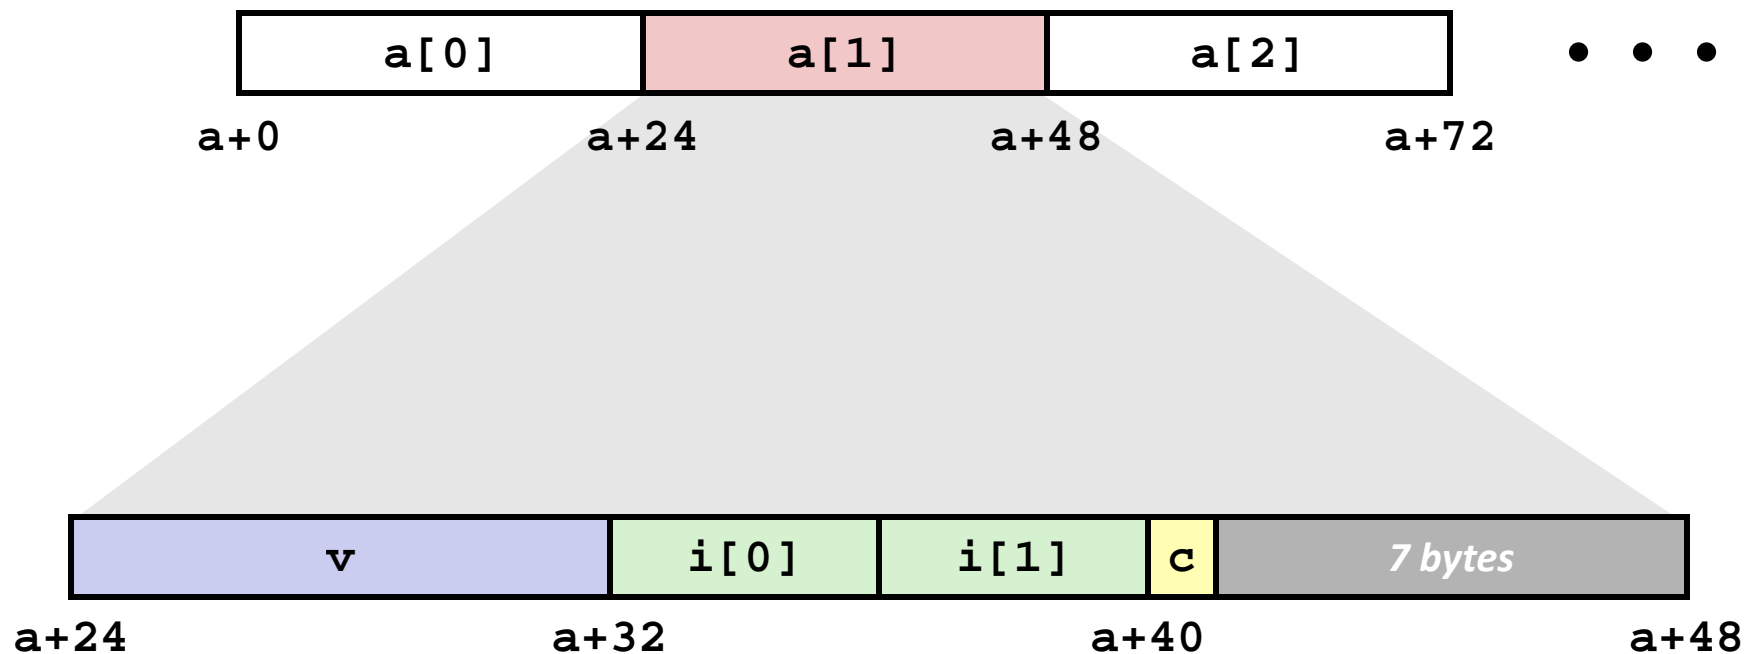 a[0] a[1] a[2] • • •
a+0 a+24 a+48 a+72
v i[0] i[1] c 7 bytes
a+24 a+32 a+40 a+48